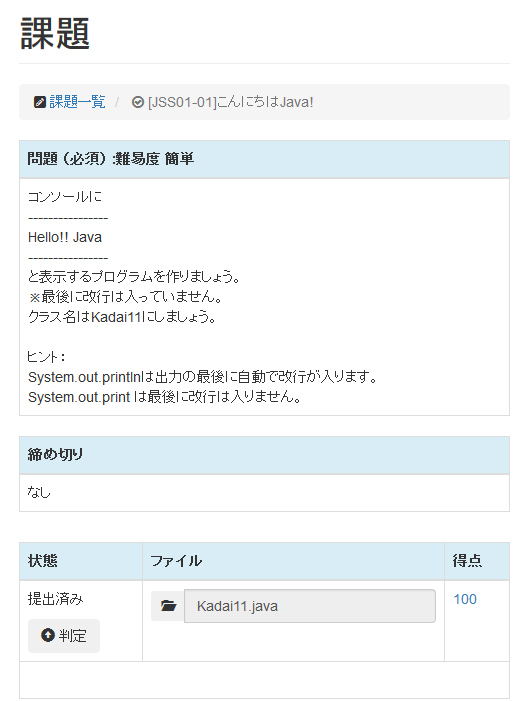 課題
課題一覧 / [JSS01-01]こんにちはJava!
問題（必須）:難易度 簡単
コンソールに
----------------
Hello!! Java
----------------
と表示するプログラムを作りましょう。
※最後に改行は入っていません。
クラス名はKadai11にしましょう。
ヒント：
System.out.printlnは出力の最後に自動で改行が入ります。
System.out.print は最後に改行は入りません。
締め切り
なし
状態 ファイル 得点
提出済み Kadai11.java 100
判定